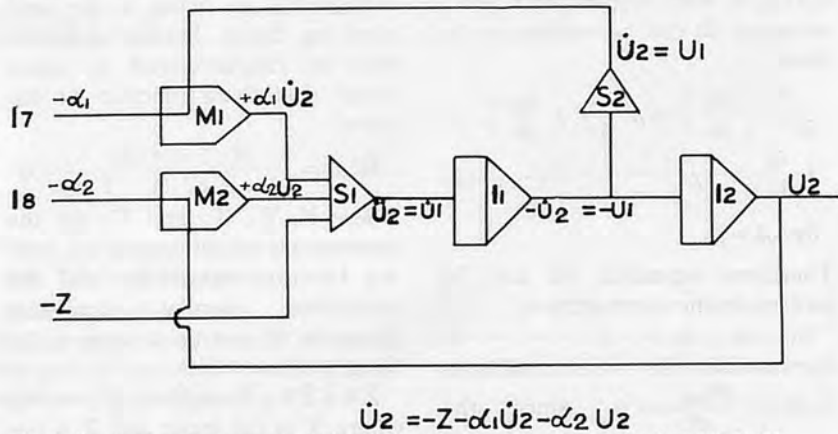 U̇2 = U1
S2
-α1
I7
M1
+α1 U̇2
-α2
I8
M2
+α2U2
S1
Ü2 = U̇1
I1
-U̇2 = -U1
I2
U2
-Z
Ü2 = -Z-α1U̇2-α2 U2